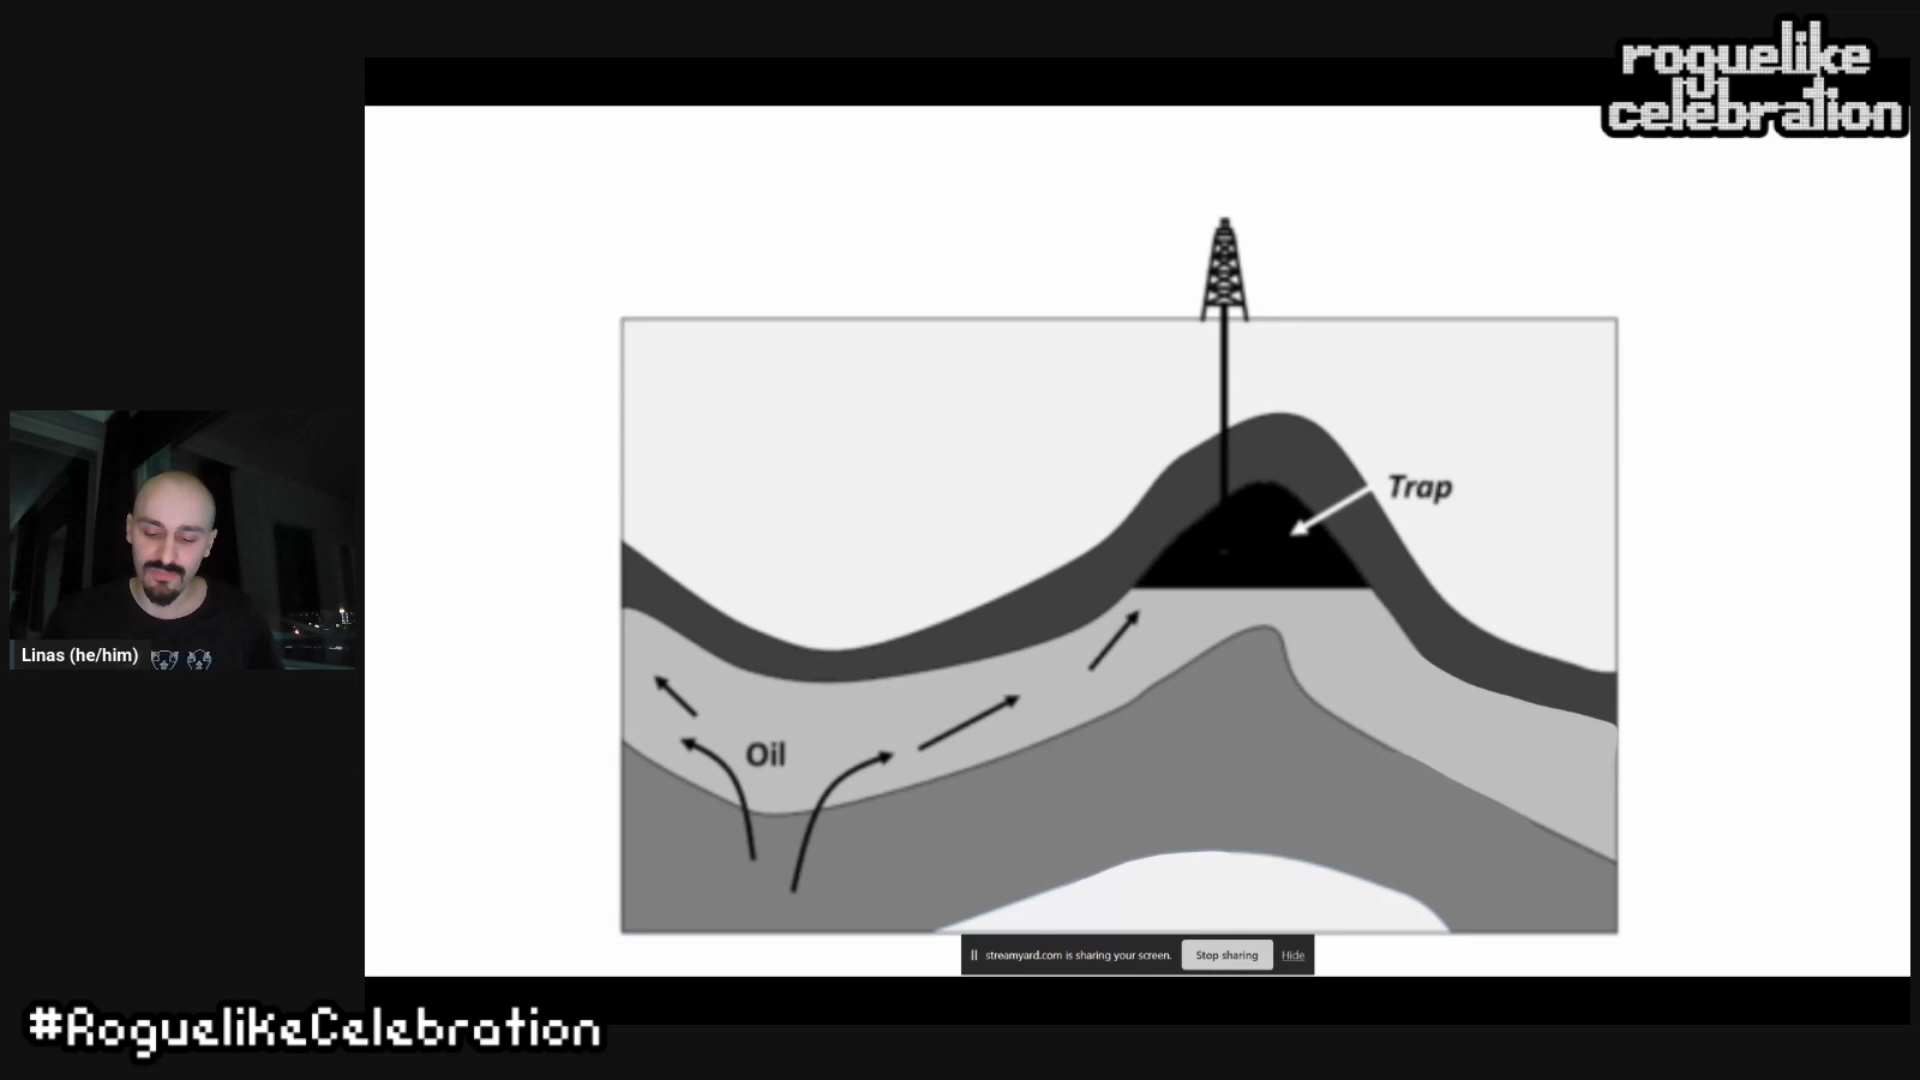 roguelike
celebration
Trap
Oil
Linas (he/him)
streamyard.com is sharing your screen. Stop sharing Hide
#RoguelikeCelebration